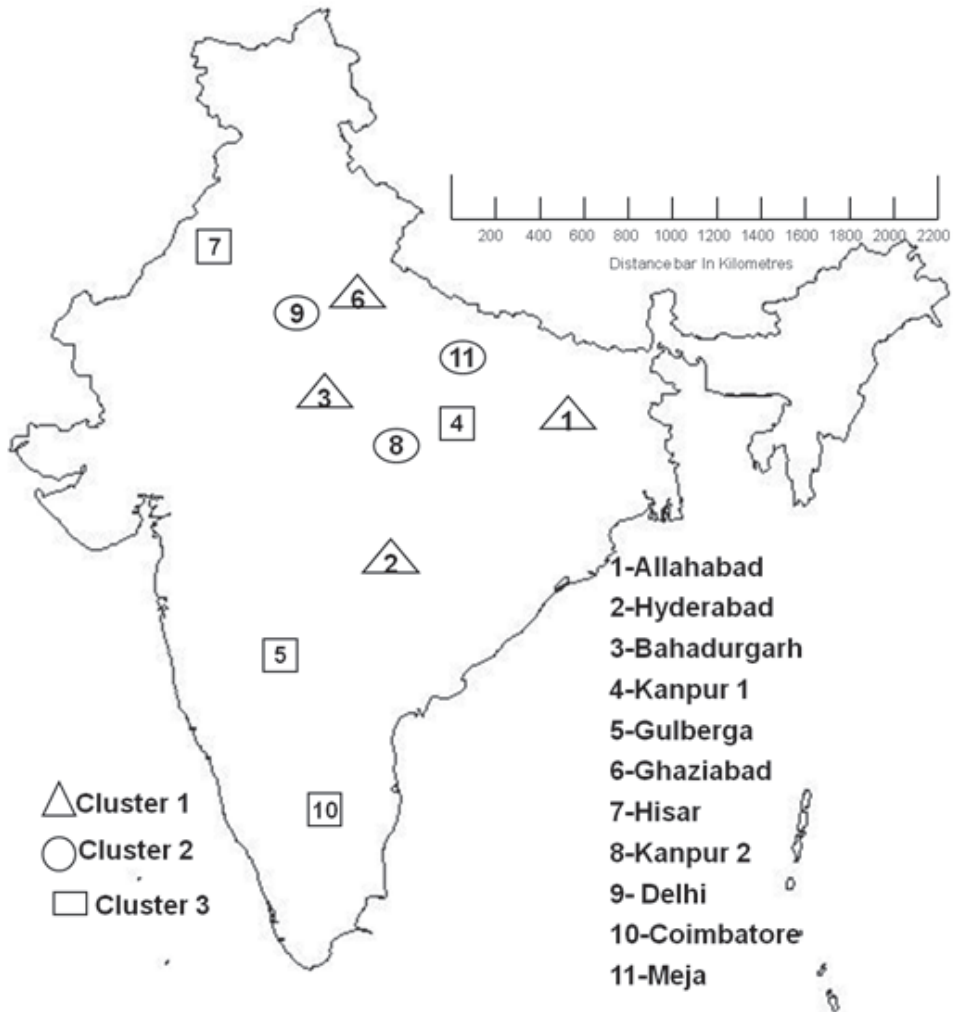 200 400 600 800 1000 1200 1400 1600 1800 2000 2200
Distance bar In Kilometres
7
6
9
11
3
4
1
8
2
5
10
1-Allahabad
2-Hyderabad
3-Bahadurgarh
4-Kanpur 1
5-Gulberga
6-Ghaziabad
7-Hisar
8-Kanpur 2
9- Delhi
10-Coimbatore
11-Meja
Cluster 1
Cluster 2
Cluster 3